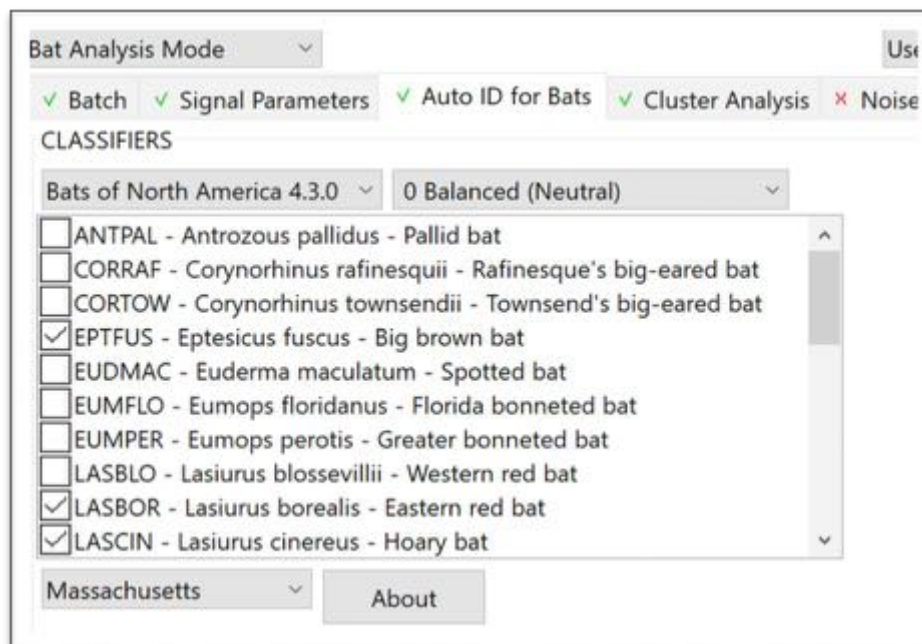 Bat Analysis Mode
Batch Signal Parameters Auto ID for Bats Cluster Analysis Noise
CLASSIFIERS
Bats of North America 4.3.0 0 Balanced (Neutral)
ANTPAL - Antrozous pallidus - Pallid bat
CORRAF - Corynorhinus rafinesquii - Rafinesque's big-eared bat
CORTOW - Corynorhinus townsendii - Townsend's big-eared bat
EPTFUS - Eptesicus fuscus - Big brown bat
EUDMAC - Euderma maculatum - Spotted bat
EUMFLO - Eumops floridanus - Florida bonneted bat
EUMPER - Eumops perotis - Greater bonneted bat
LASBLO - Lasiurus blossevillii - Western red bat
LASBOR - Lasiurus borealis - Eastern red bat
LASCIN - Lasiurus cinereus - Hoary bat
Massachusetts About